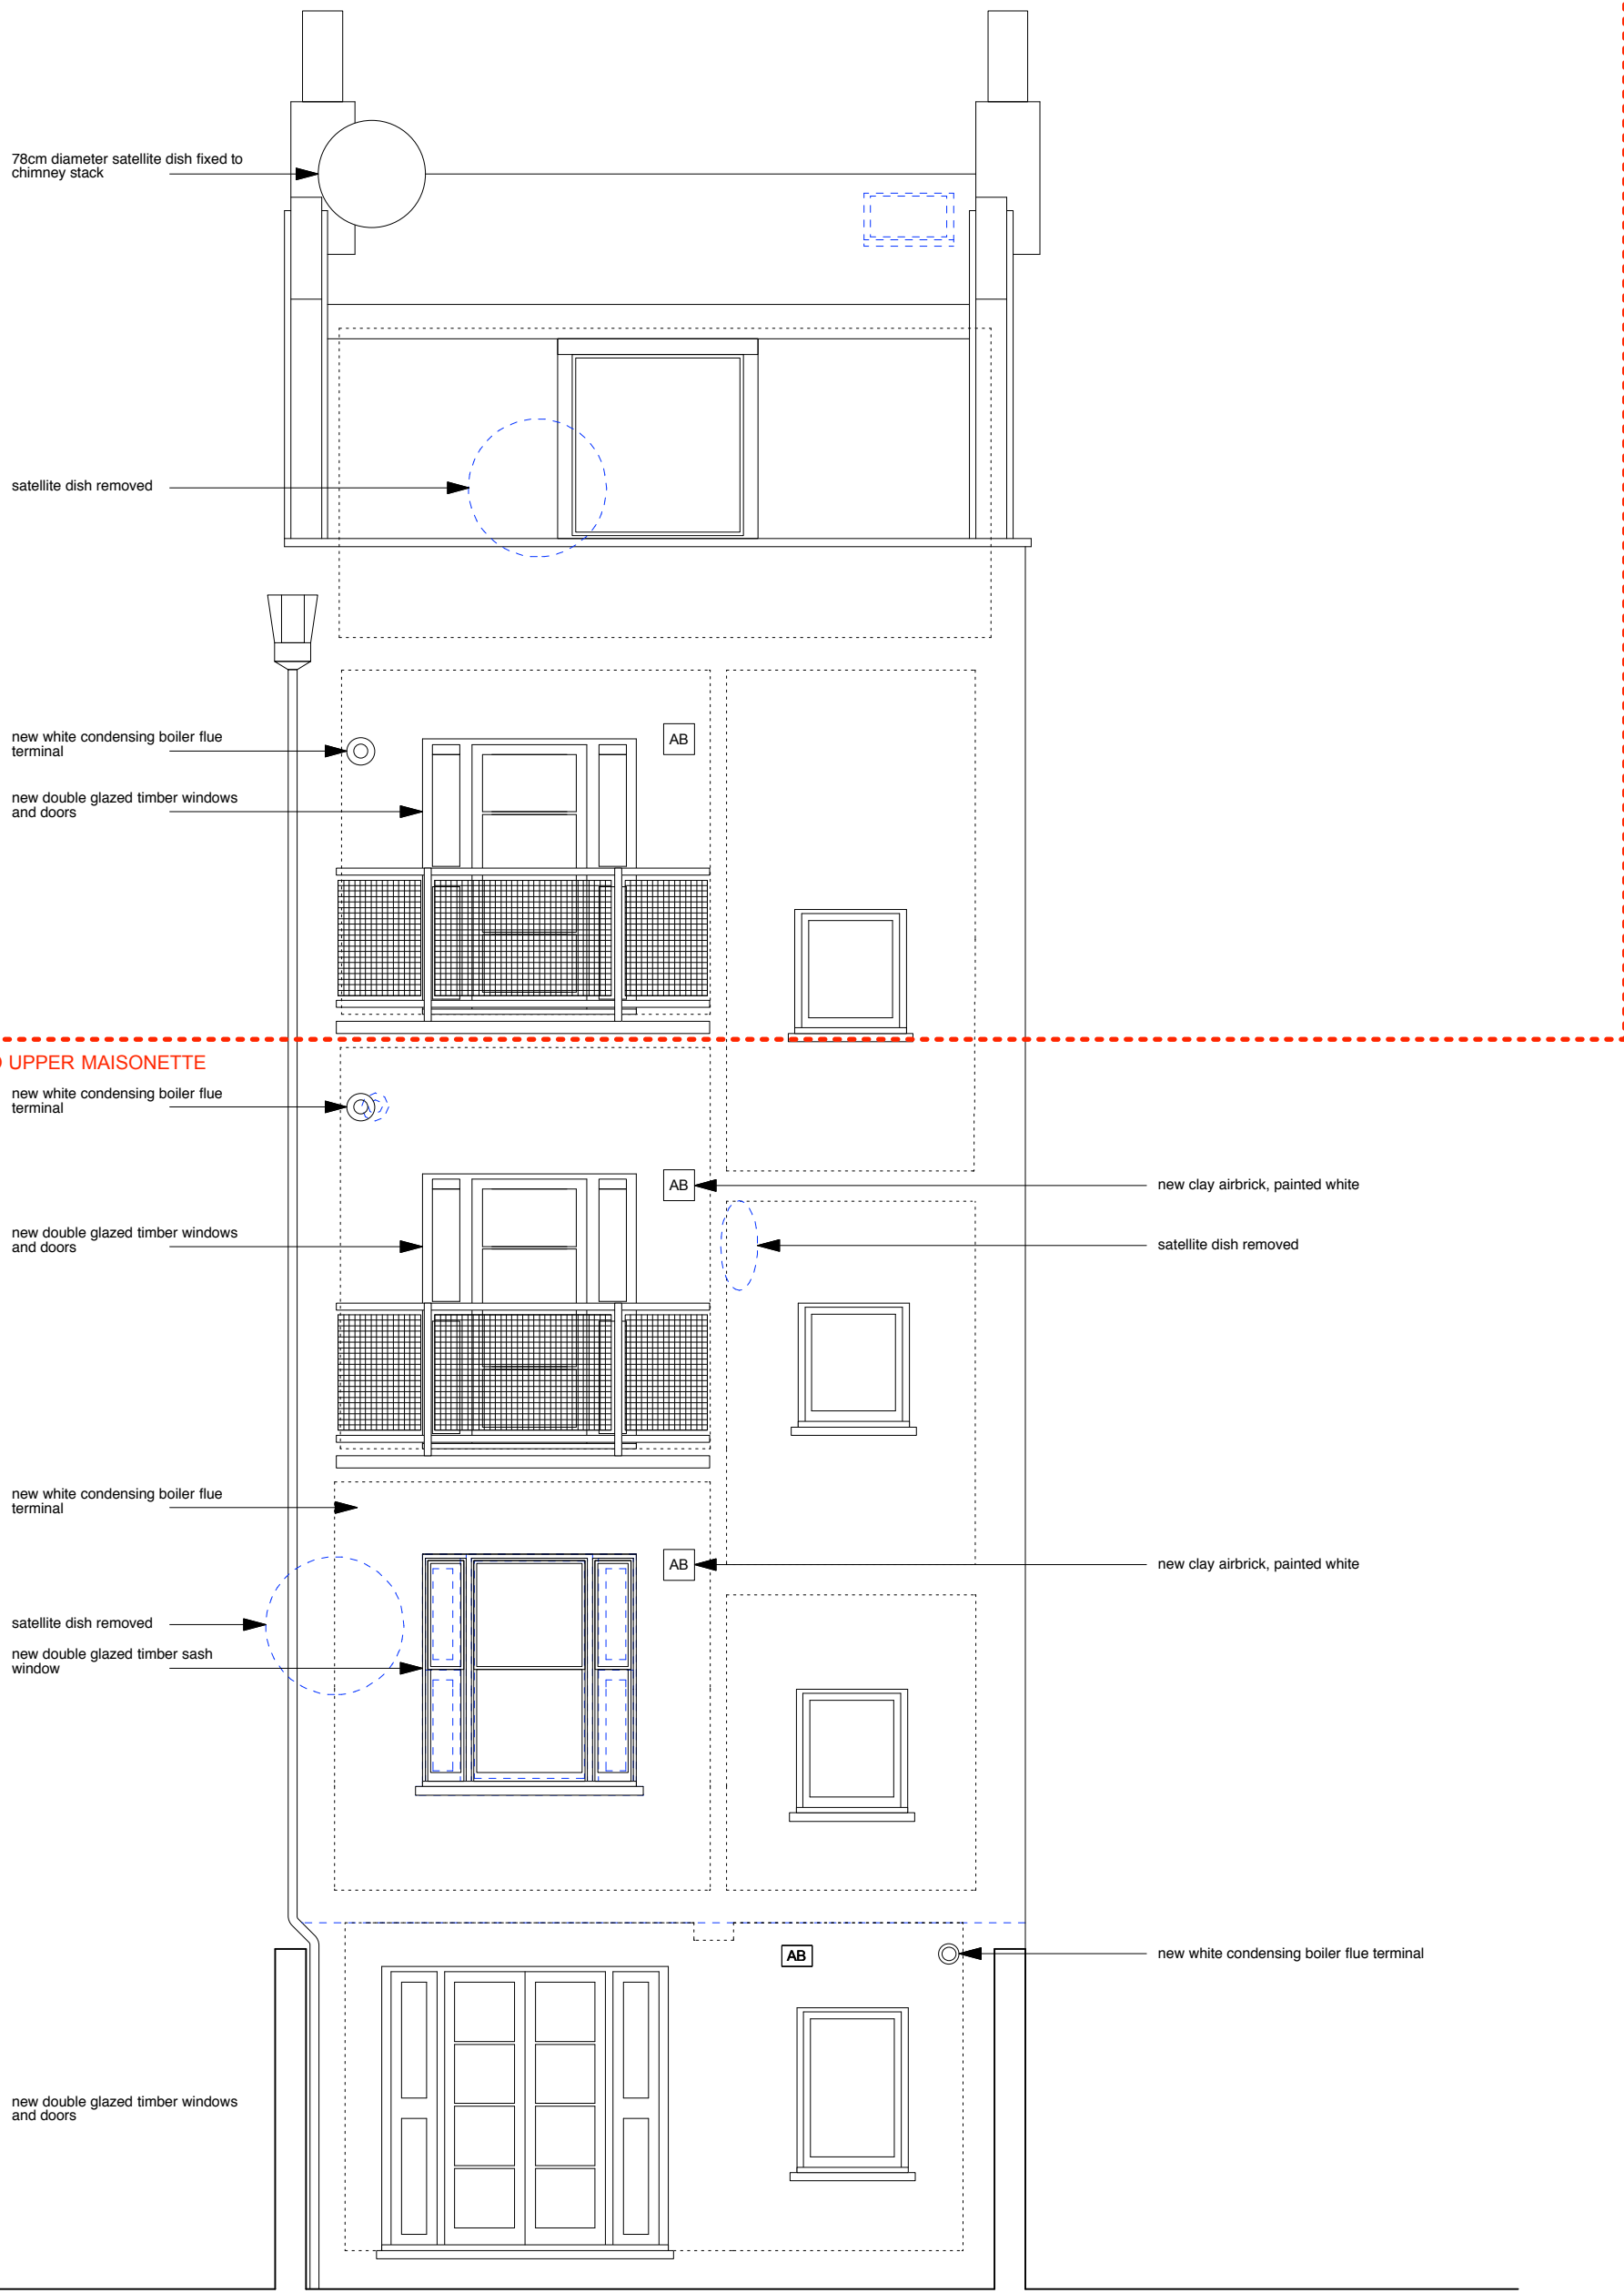 78cm diameter satellite dish fixed to
chimney stack
satellite dish removed
new white condensing boiler flue
terminal
AB
new double glazed timber windows
and doors
UPPER MAISONETTE
new white condensing boiler flue
terminal
AB
new clay airbrick, painted white
new double glazed timber windows
and doors
satellite dish removed
new white condensing boiler flue
terminal
AB
new clay airbrick, painted white
satellite dish removed
new double glazed timber sash
window
AB
new white condensing boiler flue terminal
new double glazed timber windows
and doors